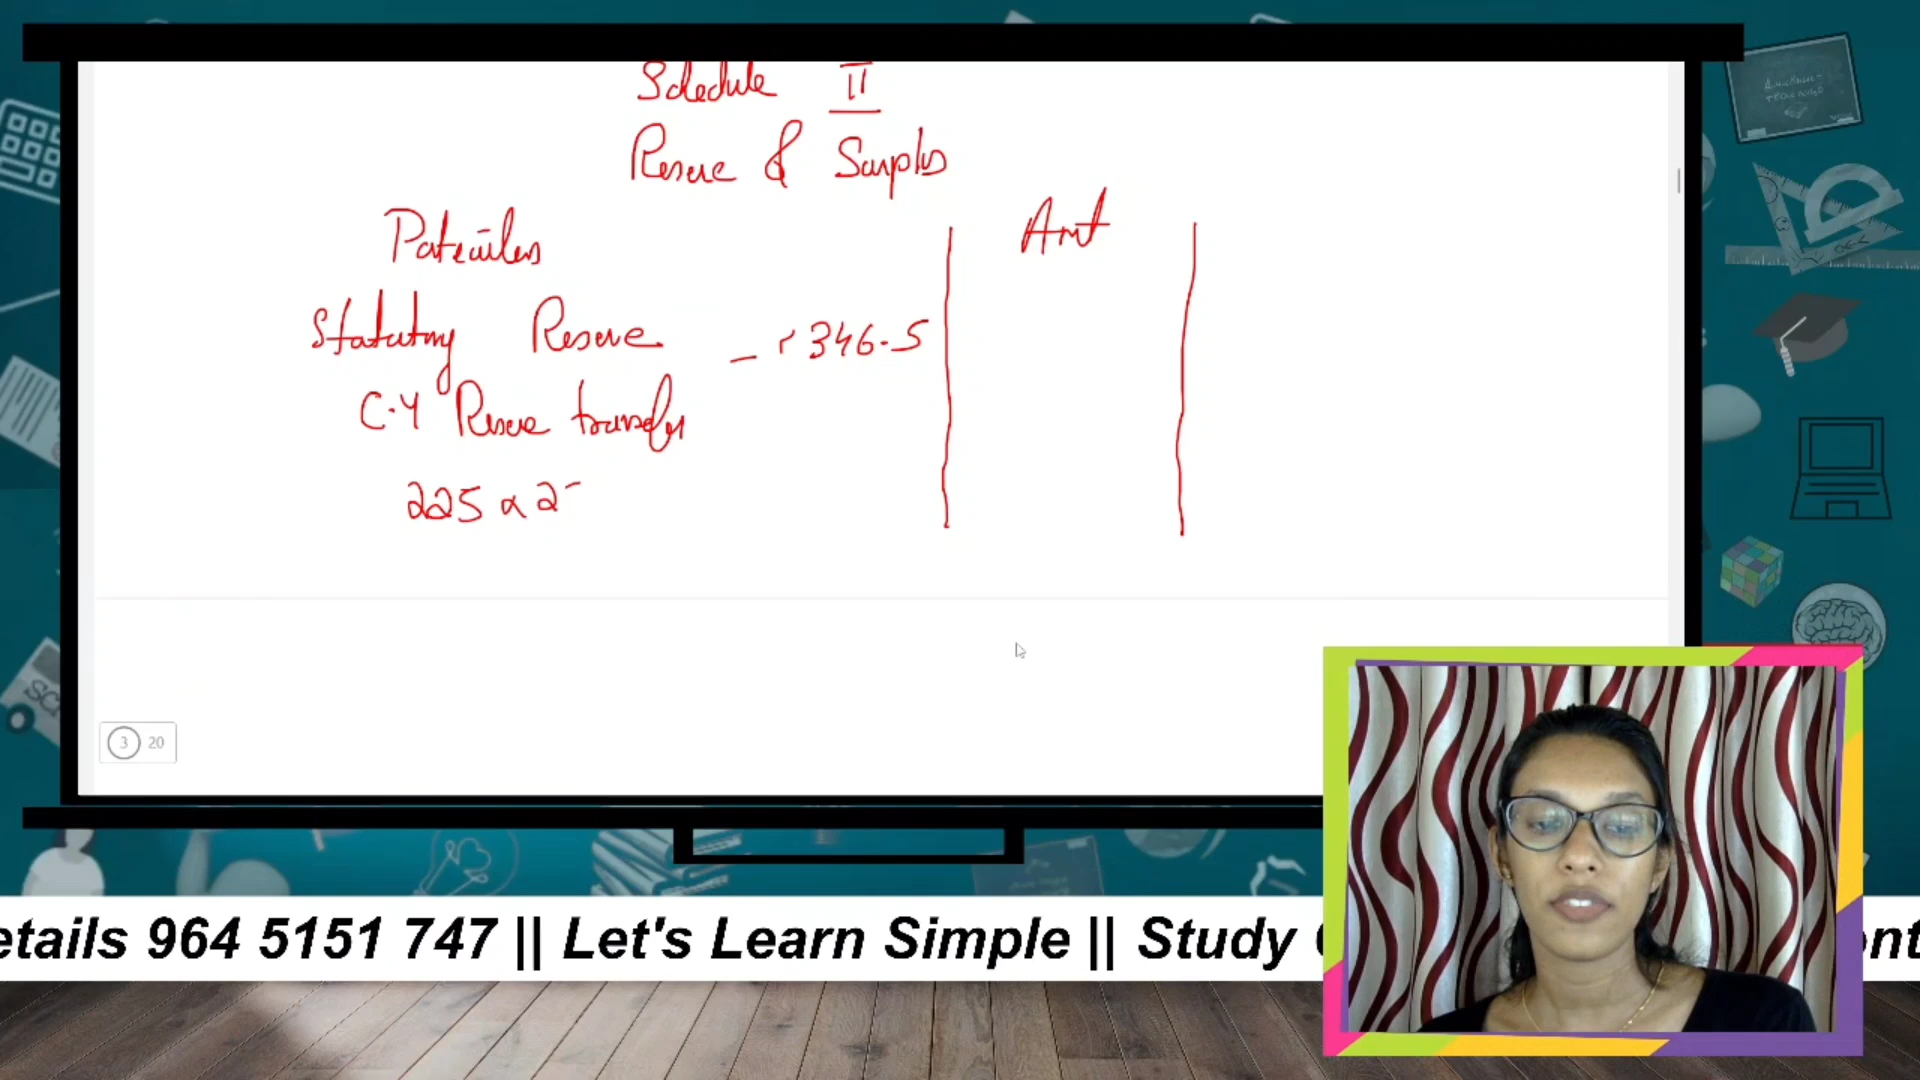 Schedule II
Reserve & Surplus
Particulars Amt
Statutory Reserve - 346.5
C.Y Reserve transfer
225 x 2
3 20
etails 964 5151 747 || Let's Learn Simple || Study
ont